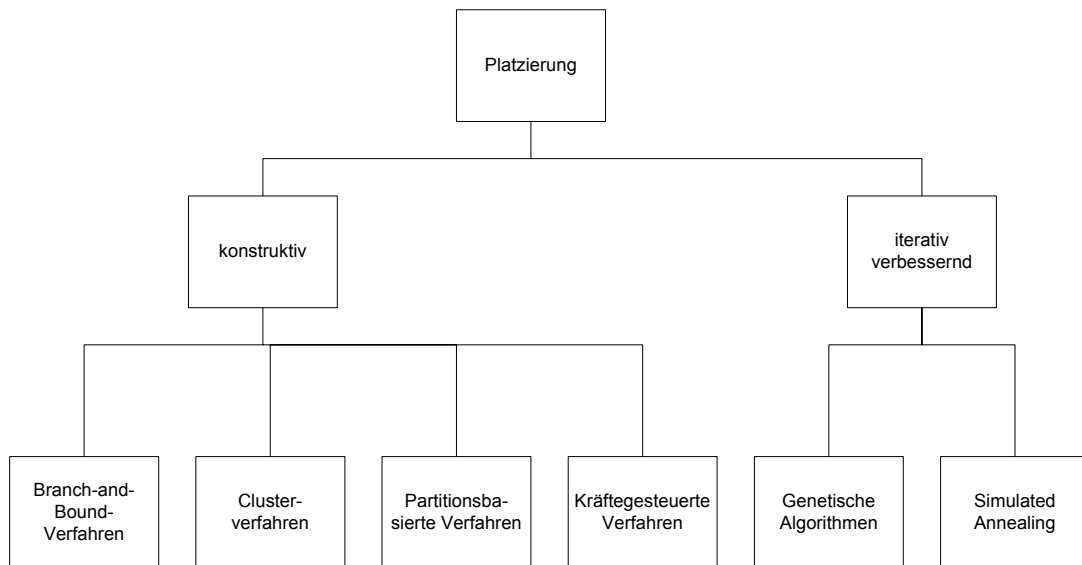 Platzierung
konstruktiv
iterativ
verbessernd
Branch-and-
Bound-
Verfahren
Cluster-
verfahren
Partitionsba-
sierte Verfahren
Kräftegesteuerte
Verfahren
Genetische
Algorithmen
Simulated
Annealing